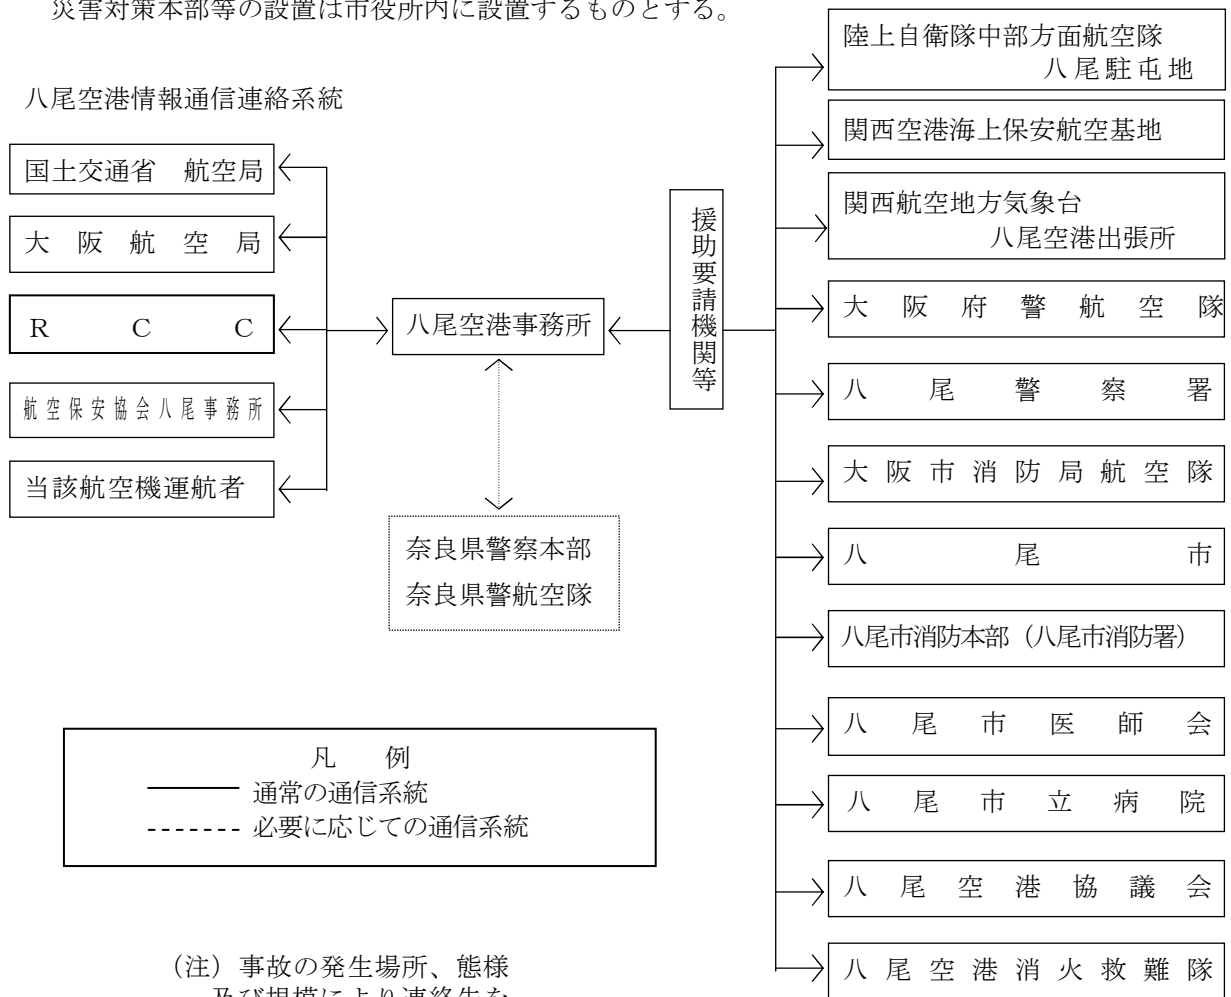 災害対策本部等の設置は市役所内に設置するものとする。
八尾空港情報通信連絡系統
国土交通省　航空局
大阪航空局
ＲＣＣ
航空保安協会八尾事務所
当該航空機運航者
八尾空港事務所
奈良県警察本部
奈良県警航空隊
援助要請機関等
陸上自衛隊中部方面航空隊
八尾駐屯地
関西空港海上保安航空基地
関西航空地方気象台
八尾空港出張所
大阪府警航空隊
八尾警察署
大阪市消防局航空隊
八尾市
八尾市消防本部（八尾市消防署）
八尾市医師会
八尾市立病院
八尾空港協議会
八尾空港消火救難隊
凡　例
通常の通信系統
必要に応じての通信系統
（注）事故の発生場所、態様
及び規模により連絡先を